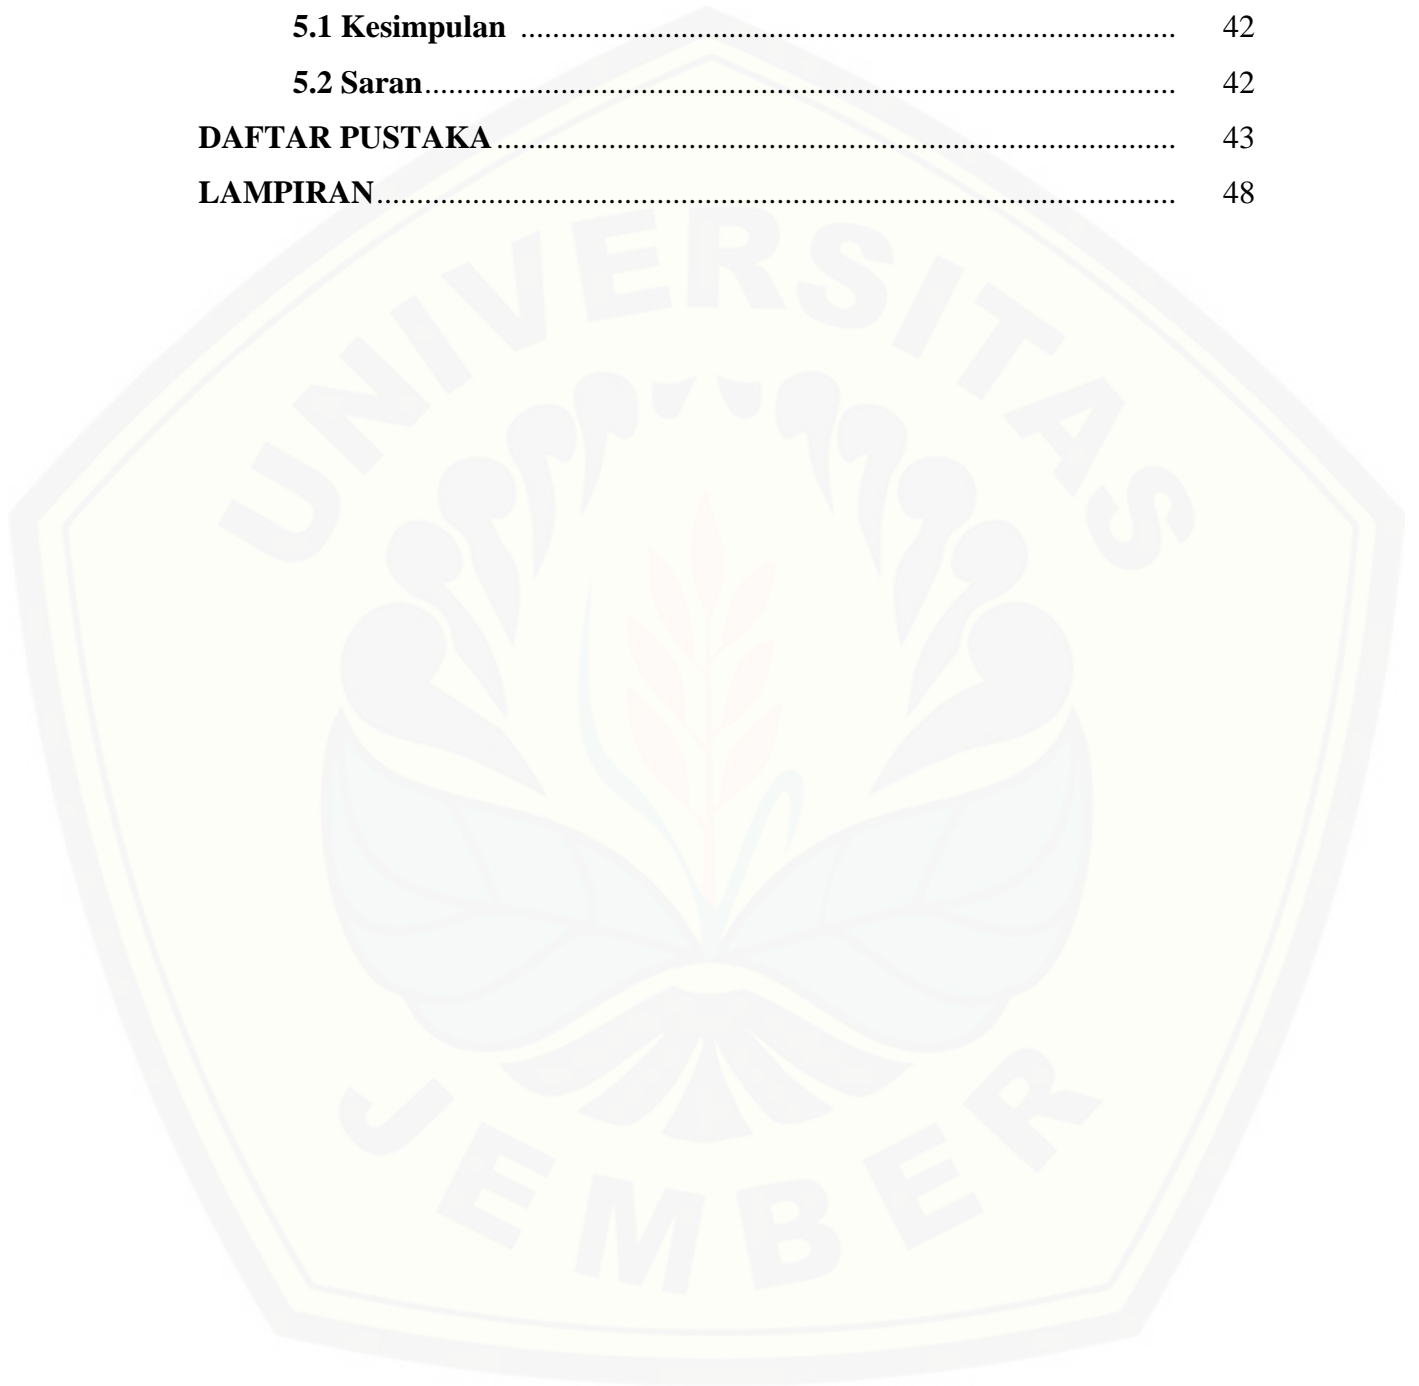 5.1 Kesimpulan ................................................................................ 42
5.2 Saran............................................................................................ 42
DAFTAR PUSTAKA.................................................................................... 43
LAMPIRAN.................................................................................................. 48
UNIVERSITAS
JEMBER